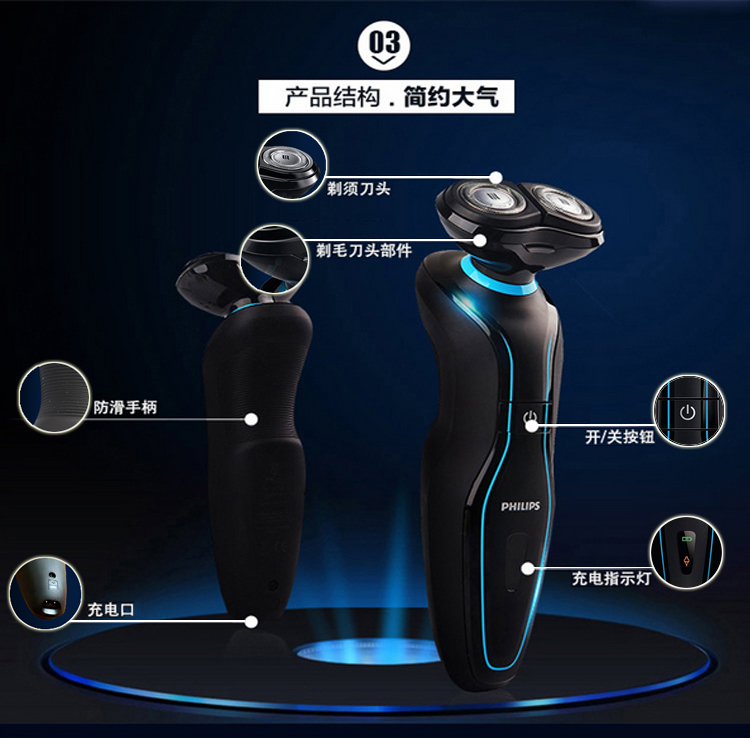 03
产品结构 . 简约大气
剃须刀头
剃毛刀头部件
防滑手柄
开/关按钮
PHILIPS
充电指示灯
充电口